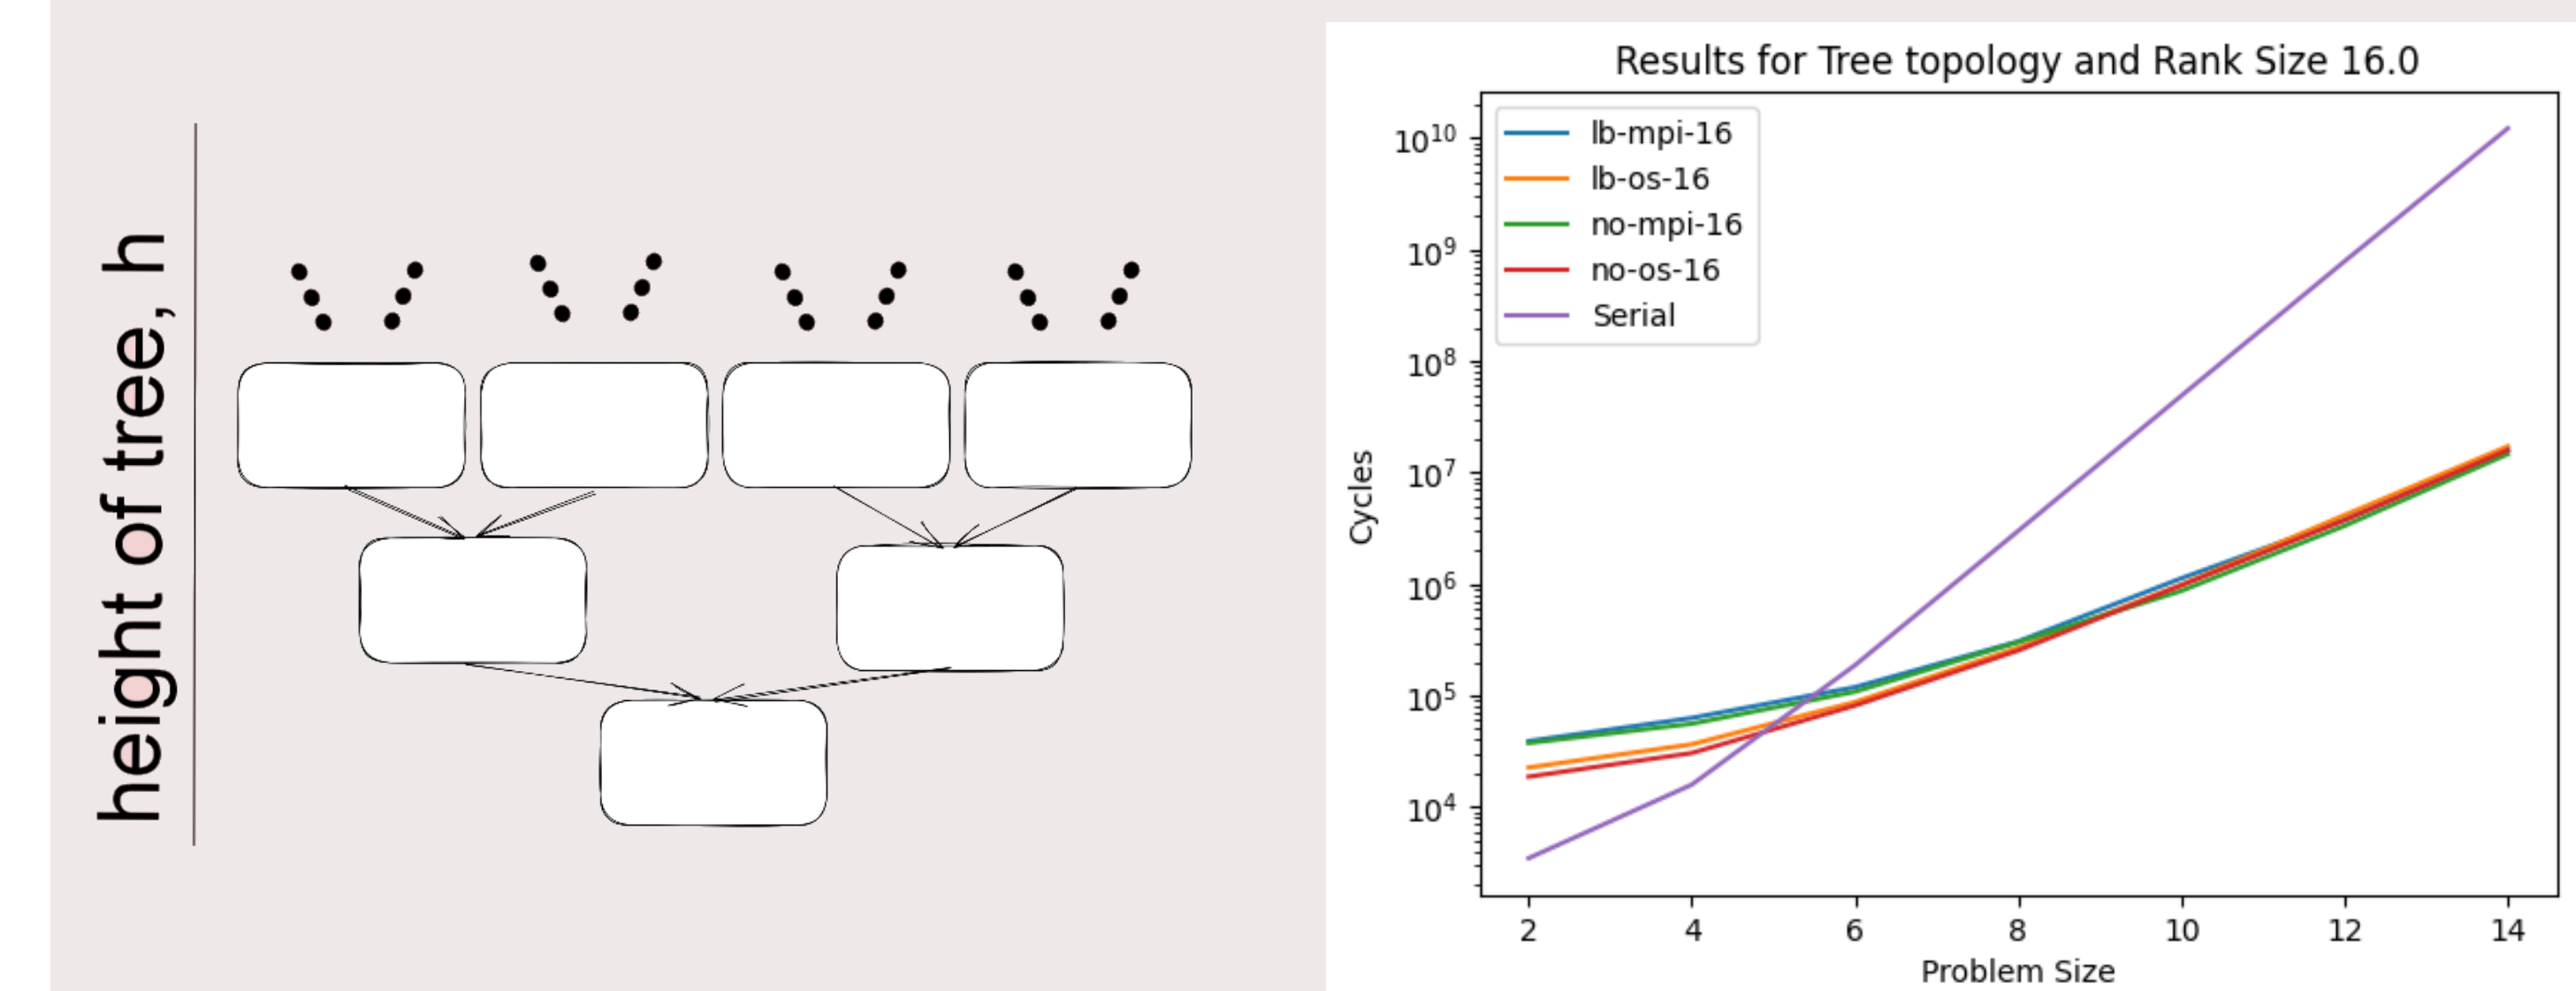 height of tree, h
Results for Tree topology and Rank Size 16.0
lb-mpi-16
lb-os-16
no-mpi-16
no-os-16
Serial
Cycles
10^10
10^9
10^8
10^7
10^6
10^5
10^4
2 4 6 8 10 12 14
Problem Size